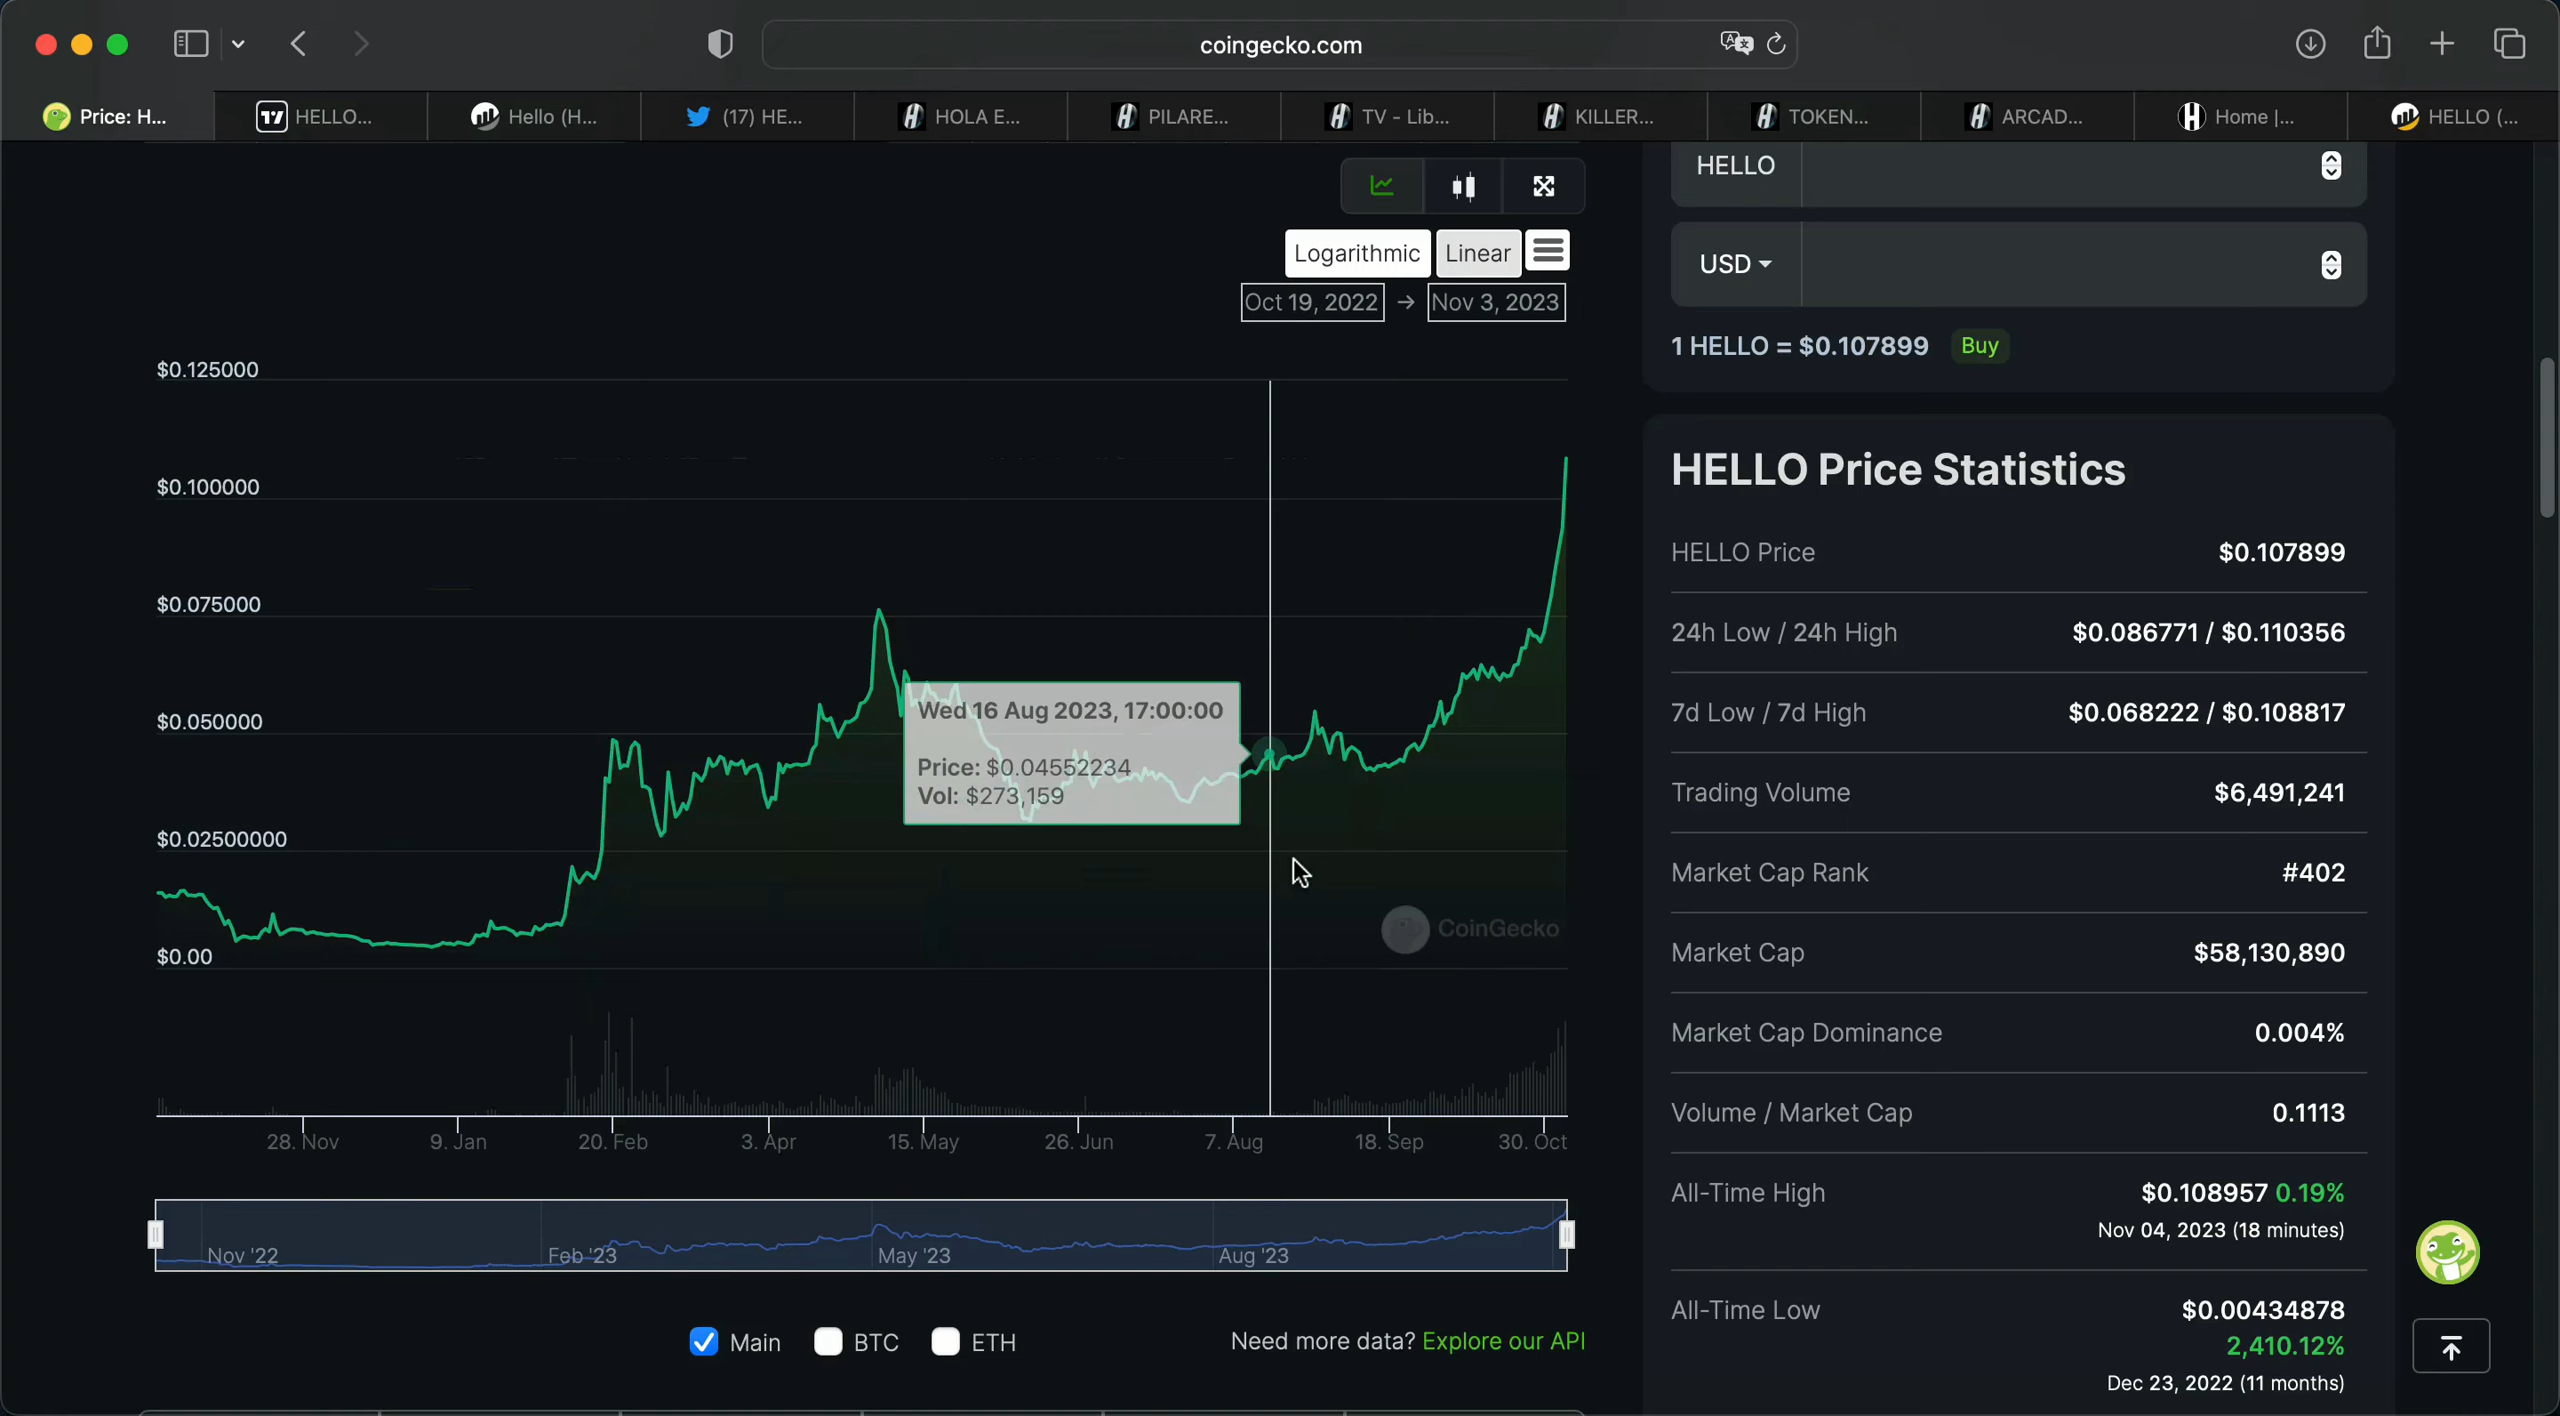 coingecko.com
Price: H...
HELLO...
Hello (H...
(17) HE...
HOLA E...
PILARE...
TV - Lib...
KILLER...
TOKEN...
ARCAD...
Home |...
HELLO (...
Logarithmic
Linear
Oct 19, 2022 → Nov 3, 2023
$0.125000
$0.100000
$0.075000
$0.050000
$0.02500000
$0.00
Wed 16 Aug 2023, 17:00:00
Price: $0.04552234
Vol: $273,159
CoinGecko
28. Nov
9. Jan
20. Feb
3. Apr
15. May
26. Jun
7. Aug
18. Sep
30. Oct
Nov '22
Feb '23
May '23
Aug '23
Main
BTC
ETH
Need more data? Explore our API
HELLO
USD
1 HELLO = $0.107899 Buy
HELLO Price Statistics
HELLO Price $0.107899
24h Low / 24h High $0.086771 / $0.110356
7d Low / 7d High $0.068222 / $0.108817
Trading Volume $6,491,241
Market Cap Rank #402
Market Cap $58,130,890
Market Cap Dominance 0.004%
Volume / Market Cap 0.1113
All-Time High $0.108957 0.19%
Nov 04, 2023 (18 minutes)
All-Time Low $0.00434878
2,410.12%
Dec 23, 2022 (11 months)